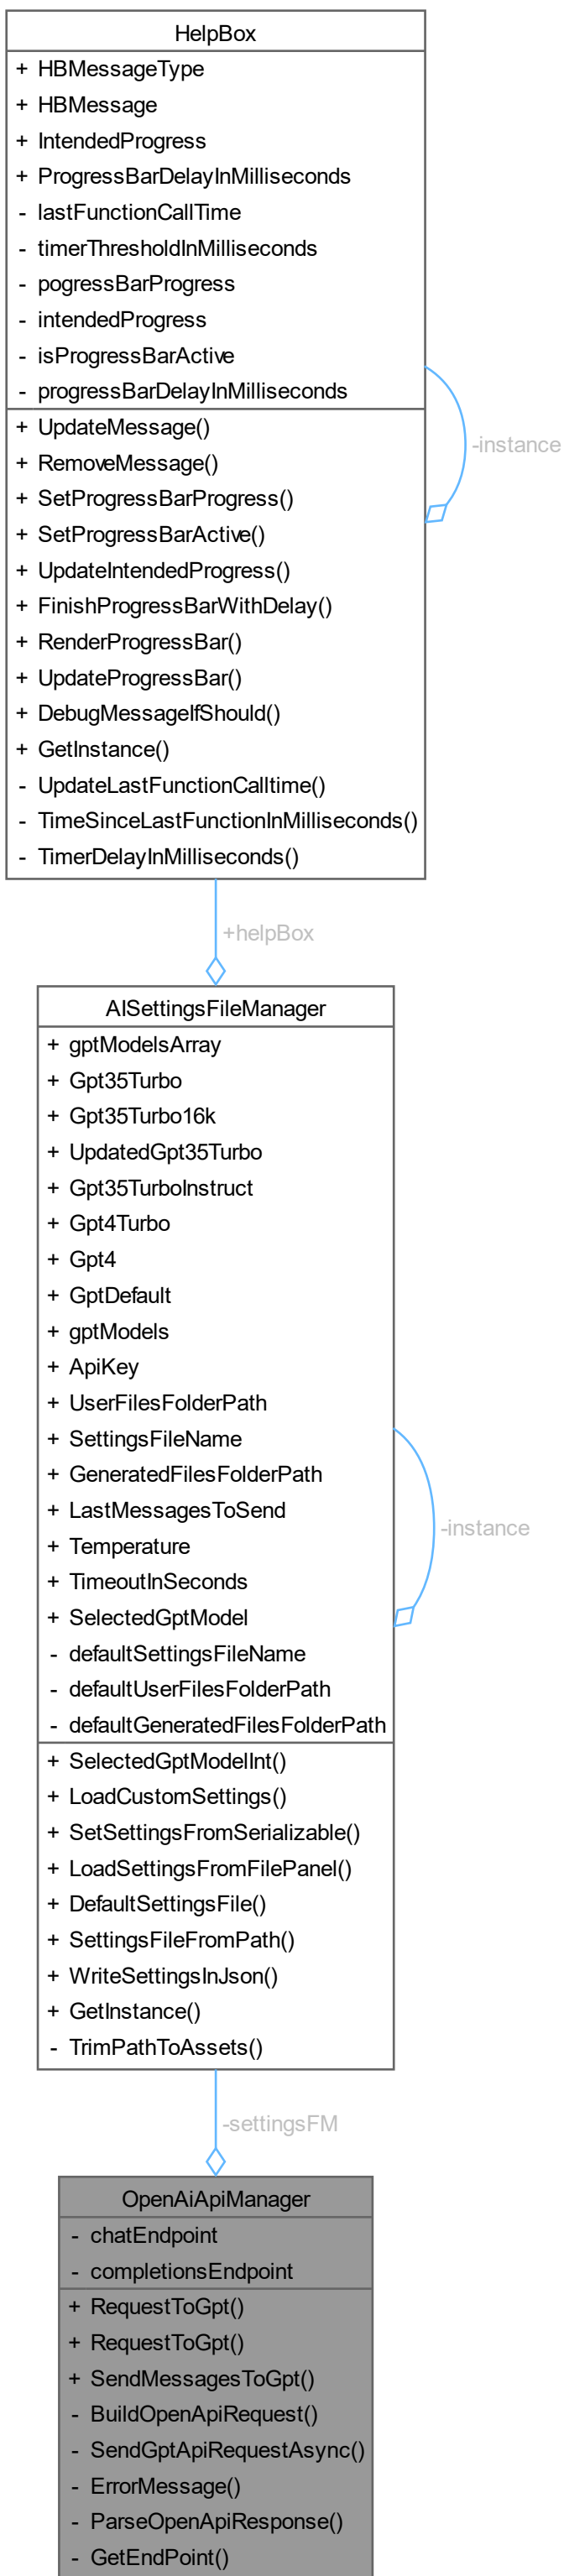 HelpBox
+ HBMessageType
+ HBMessage
+ IntendedProgress
+ ProgressBarDelayInMilliseconds
- lastFunctionCallTime
- timerThresholdInMilliseconds
- pogressBarProgress
- intendedProgress
- isProgressBarActive
- progressBarDelayInMilliseconds
+ UpdateMessage()
-instance
+ RemoveMessage()
+ SetProgressBarProgress()
+ SetProgressBarActive()
+ UpdateIntendedProgress()
+ FinishProgressBarWithDelay()
+ RenderProgressBar()
+ UpdateProgressBar()
+ DebugMessageIfShould()
+ GetInstance()
- UpdateLastFunctionCalltime()
- TimeSinceLastFunctionInMilliseconds()
- TimerDelayInMilliseconds()
+helpBox
AISettingsFileManager
+ gptModelsArray
+ Gpt35Turbo
+ Gpt35Turbo16k
+ UpdatedGpt35Turbo
+ Gpt35TurboInstruct
+ Gpt4Turbo
+ Gpt4
+ GptDefault
+ gptModels
+ ApiKey
+ UserFilesFolderPath
+ SettingsFileName
+ GeneratedFilesFolderPath
+ LastMessagesToSend
-instance
+ Temperature
+ TimeoutInSeconds
+ SelectedGptModel
- defaultSettingsFileName
- defaultUserFilesFolderPath
- defaultGeneratedFilesFolderPath
+ SelectedGptModelInt()
+ LoadCustomSettings()
+ SetSettingsFromSerializable()
+ LoadSettingsFromFilePanel()
+ DefaultSettingsFile()
+ SettingsFileFromPath()
+ WriteSettingsInJson()
+ GetInstance()
- TrimPathToAssets()
-settingsFM
OpenAiApiManager
- chatEndpoint
- completionsEndpoint
+ RequestToGpt()
+ RequestToGpt()
+ SendMessagesToGpt()
- BuildOpenApiRequest()
- SendGptApiRequestAsync()
- ErrorMessage()
- ParseOpenApiResponse()
- GetEndPoint()